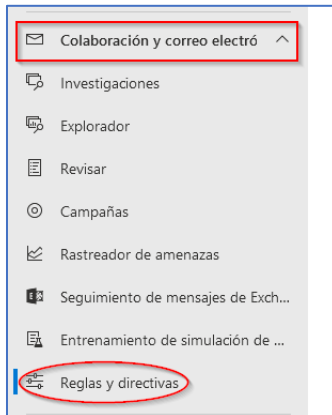 Colaboración y correo electró
Investigaciones
Explorador
Revisar
Campañas
Rastreador de amenazas
Seguimiento de mensajes de Exch...
Entrenamiento de simulación de ...
Reglas y directivas